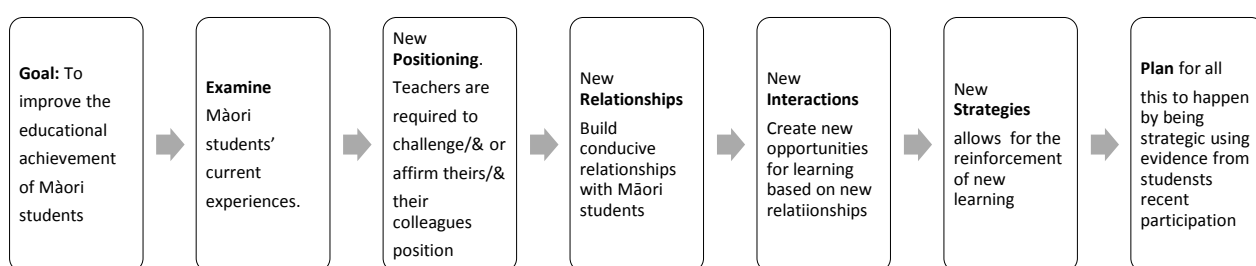 Goal: To
improve the
educational
achievement
of Màori
students
Examine
Màori
students’
current
experiences.
New
Positioning.
Teachers are
required to
challenge/& or
affirm theirs/&
their
colleagues
position
New
Relationships
Build
conducive
relationships
with Māori
students
New
Interactions
Create new
opportunities
for learning
based on new
relatiionships
New
Strategies
allows for the
reinforcement
of new
learning
Plan for all
this to happen
by being
strategic using
evidence from
studensts
recent
participation